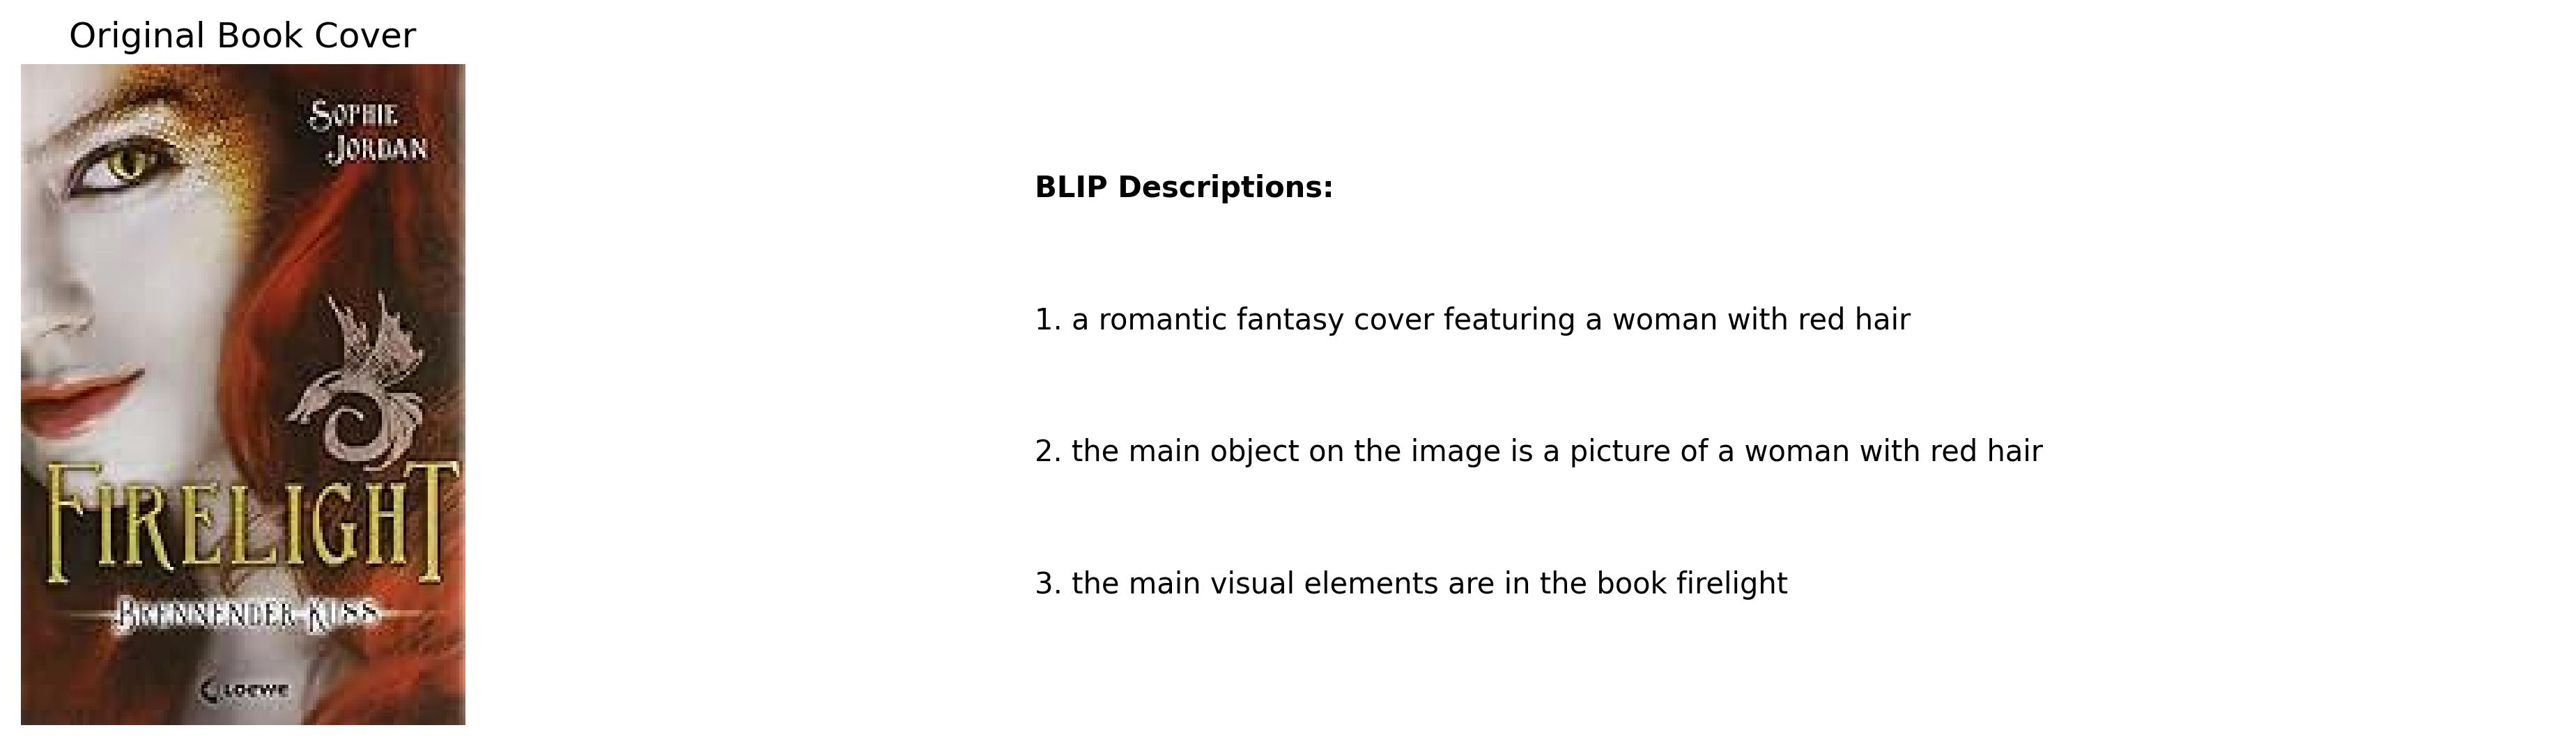 Original Book Cover
SOPHIE
JORDAN
FIRELIGHT
BRENNENDER KISS
LOEWE
BLIP Descriptions:
1. a romantic fantasy cover featuring a woman with red hair
2. the main object on the image is a picture of a woman with red hair
3. the main visual elements are in the book firelight